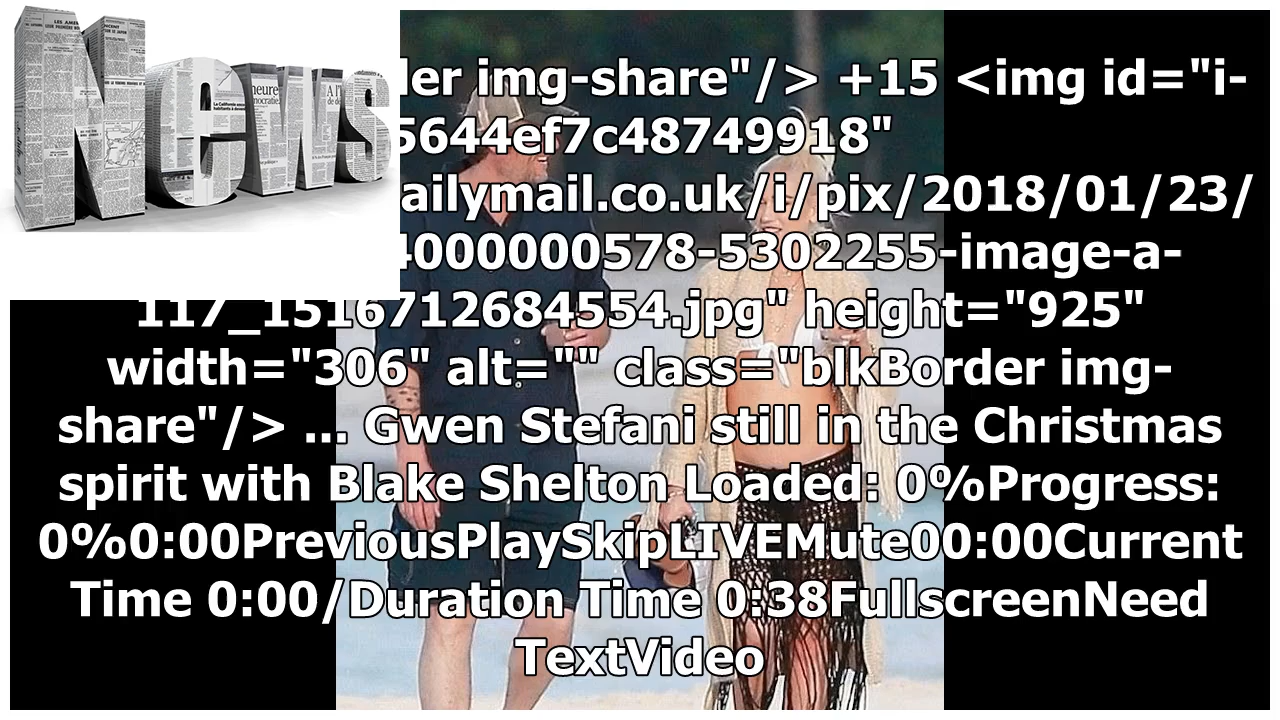 News
der img-share"/> +15 <img id="i-
5644ef7c48749918"
ailymail.co.uk/i/pix/2018/01/23/
4000000578-5302255-image-a-
117_1516712684554.jpg" height="925"
width="306" alt="" class="blkBorder img-
share"/> ... Gwen Stefani still in the Christmas
spirit with Blake Shelton Loaded: 0%Progress:
0%0:00PreviousPlaySkipLIVEMute00:00Current
Time 0:00/Duration Time 0:38FullscreenNeed
TextVideo